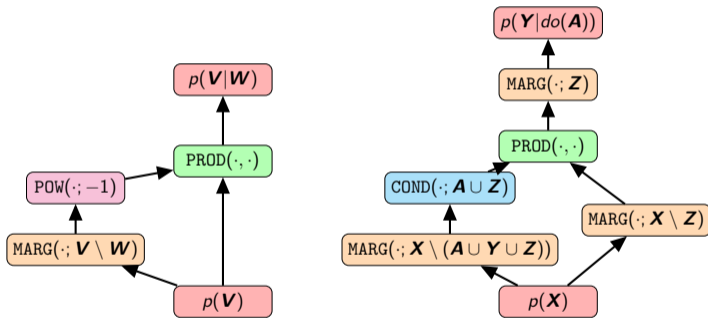 p(Y|do(A))
MARG(·; Z)
p(V|W)
PROD(·, ·)
PROD(·, ·)
POW(·; −1)
COND(·; A ∪ Z)
MARG(·; X \ Z)
MARG(·; V \ W)
MARG(·; X \ (A ∪ Y ∪ Z))
p(V)
p(X)